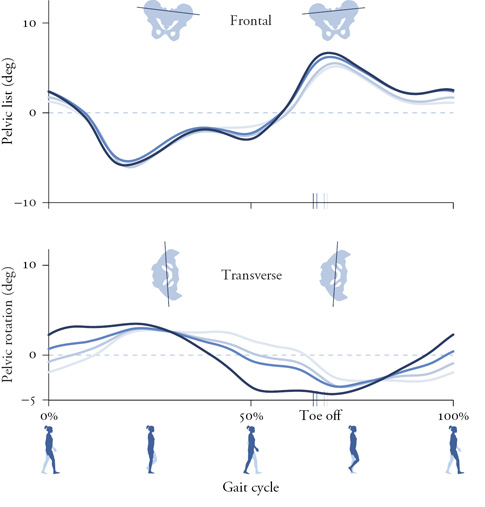 Frontal
10
0
−10
Pelvic list (deg)
Transverse
10
0
−5
Pelvic rotation (deg)
0%
50%
Toe off
100%
Gait cycle